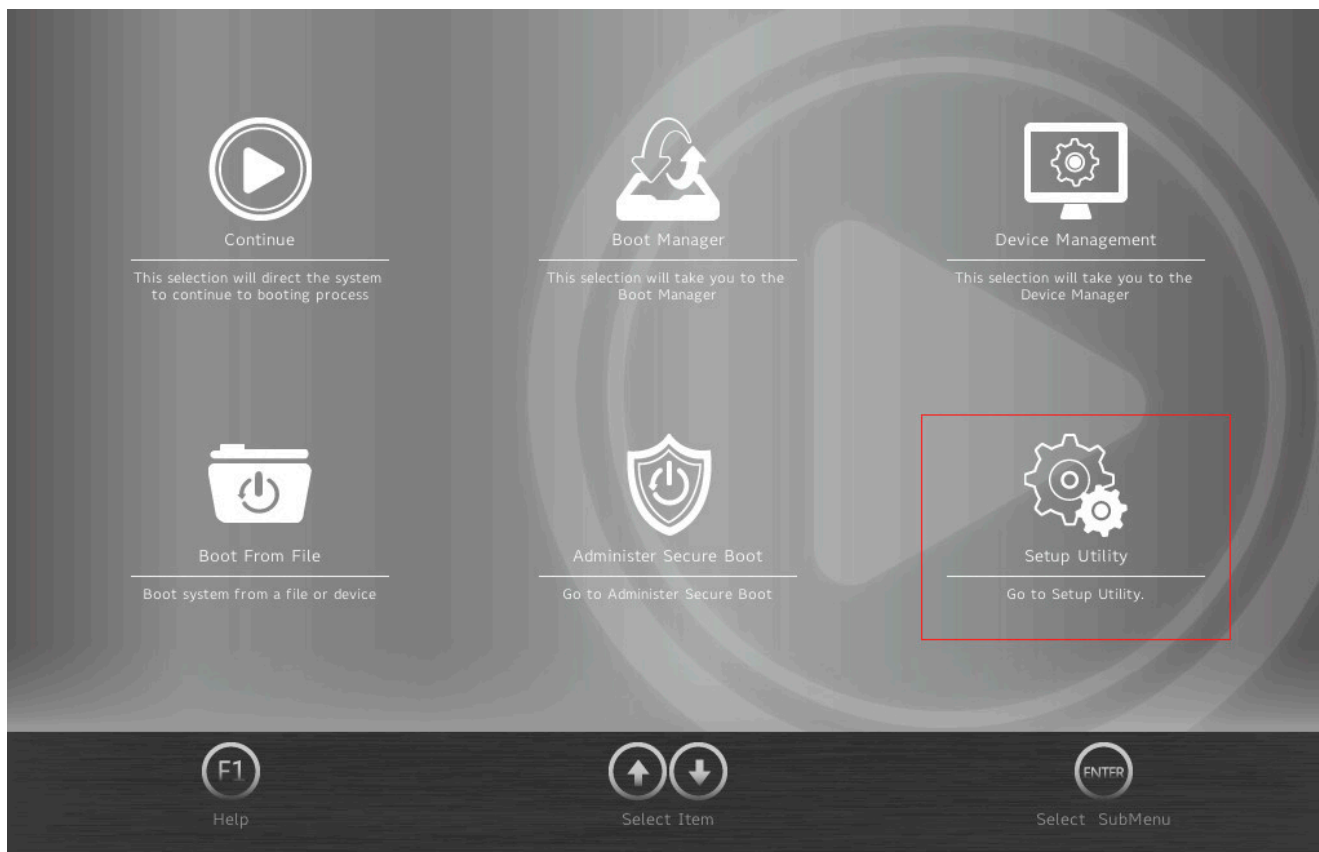 Continue
This selection will direct the system
to continue to booting process
Boot Manager
This selection will take you to the
Boot Manager
Device Management
This selection will take you to the
Device Manager
Boot From File
Boot system from a file or device
Administer Secure Boot
Go to Administer Secure Boot
Setup Utility
Go to Setup Utility.
F1
Help
Select Item
ENTER
Select SubMenu